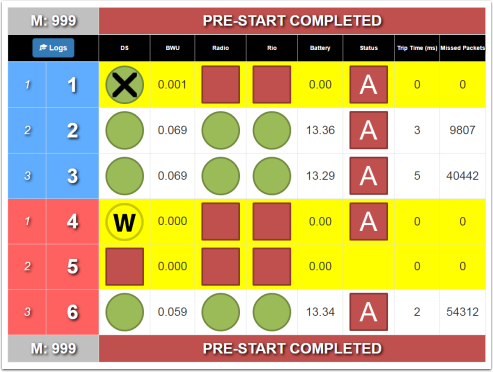 M: 999 PRE-START COMPLETED
Logs DS BWU Radio Rio Battery Status Trip Time (ms) Missed Packets
1 1 X 0.001 0.00 A 0 0
2 2 0.069 13.36 A 3 9807
3 3 0.069 13.29 A 5 40442
1 4 W 0.000 0.00 A 0 0
2 5 0.000 0.00 0 0
3 6 0.059 13.34 A 2 54312
M: 999 PRE-START COMPLETED